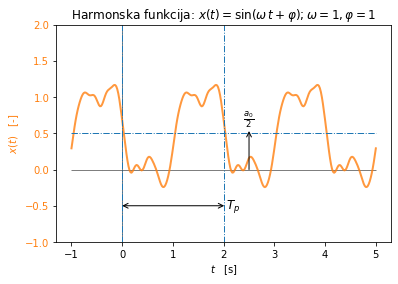 Harmonska funkcija: x(t) = sin(ω t + φ); ω = 1, φ = 1
2.0
1.5
1.0
0.5
0.0
−0.5
−1.0
x(t) [-]
a₀/2
Tₚ
−1 0 1 2 3 4 5
t [s]